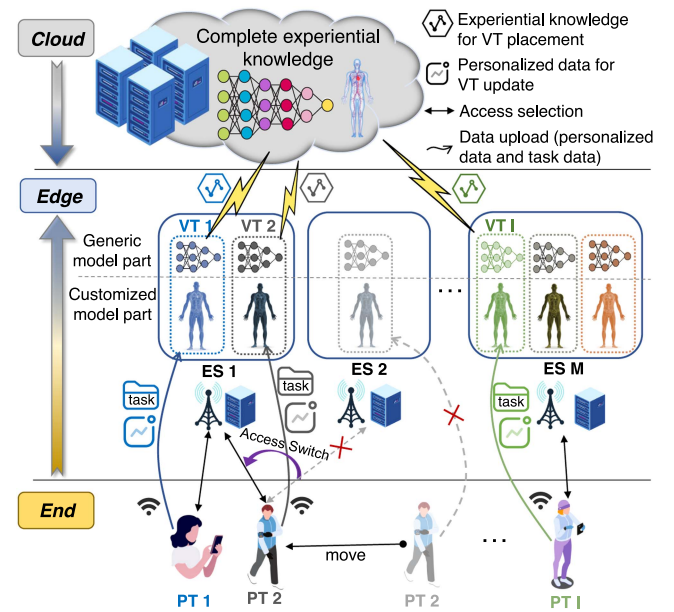 Cloud
Complete experiential
knowledge
Experiential knowledge
for VT placement
Personalized data for
VT update
Access selection
Data upload (personalized
data and task data)
Edge
VT 1
VT 2
VT I
Generic
model part
Customized
model part
...
ES 1
ES 2
ES M
task
task
task
Access Switch
End
move
...
PT 1
PT 2
PT 2
PT I